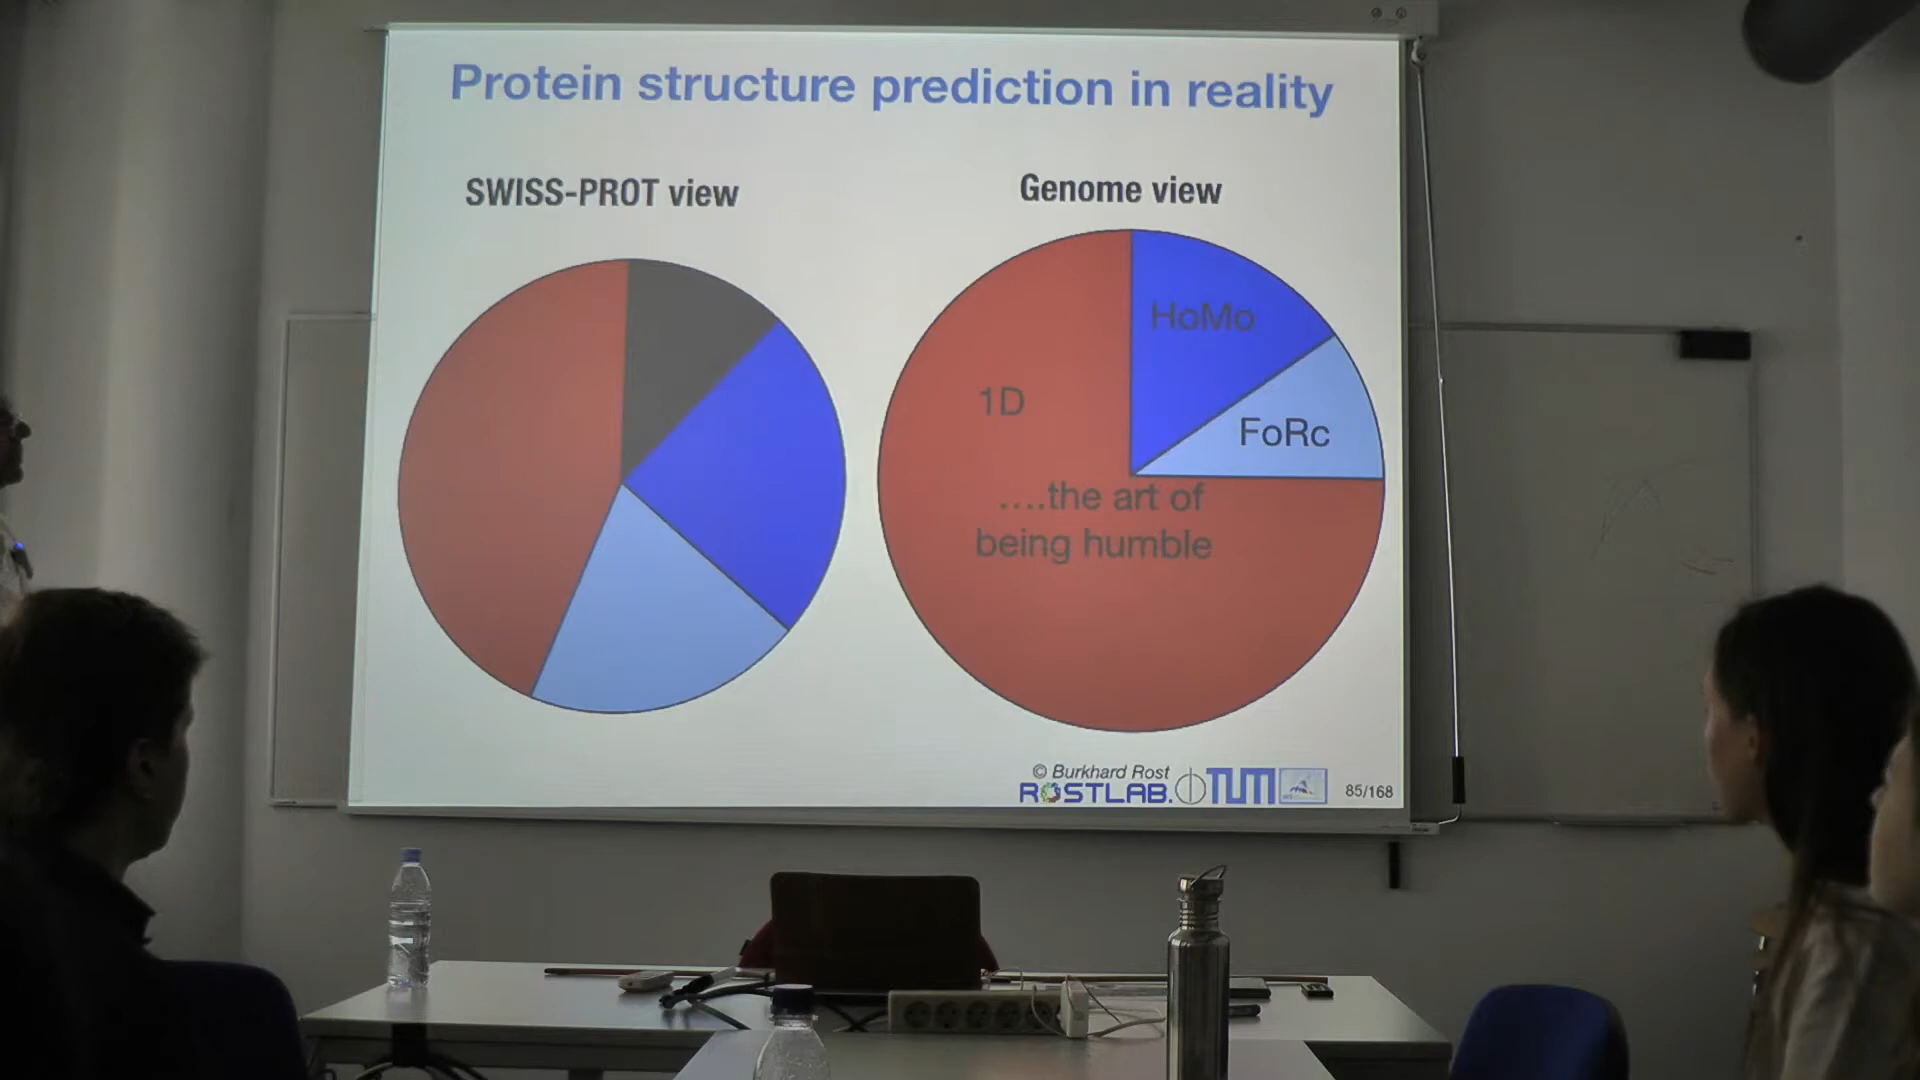 Protein structure prediction in reality
SWISS-PROT view
Genome view
HoMo
1D
FoRc
....the art of
being humble
© Burkhard Rost
ROSTLAB.
TUM
85/168